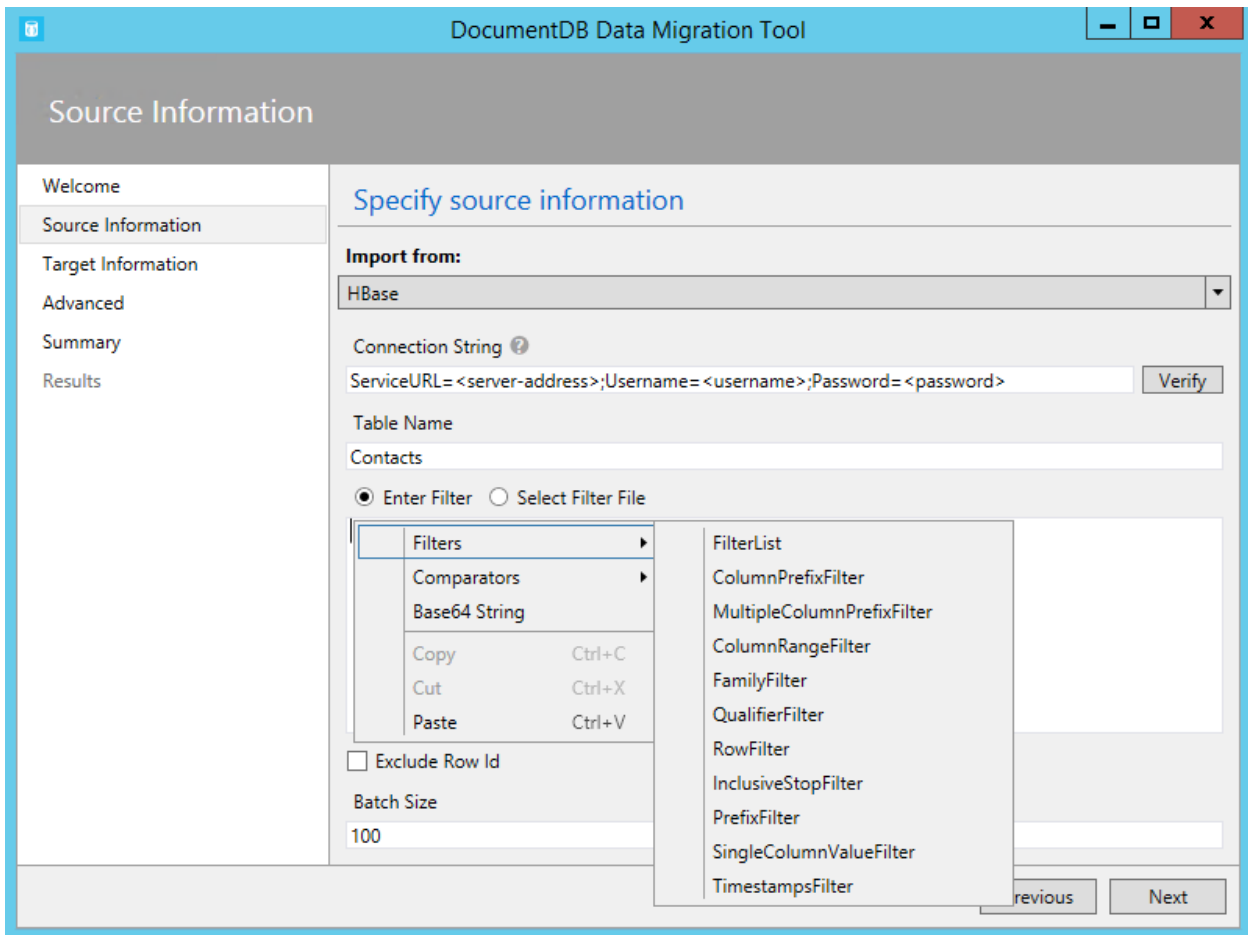 DocumentDB Data Migration Tool
Source Information
Welcome
Source Information
Target Information
Advanced
Summary
Results
Specify source information
Import from:
HBase
Connection String
ServiceURL=<server-address>;Username=<username>;Password=<password>
Verify
Table Name
Contacts
Enter Filter
Select Filter File
Filters
Comparators
Base64 String
Copy Ctrl+C
Cut Ctrl+X
Paste Ctrl+V
FilterList
ColumnPrefixFilter
MultipleColumnPrefixFilter
ColumnRangeFilter
FamilyFilter
QualifierFilter
RowFilter
InclusiveStopFilter
PrefixFilter
SingleColumnValueFilter
TimestampsFilter
Exclude Row Id
Batch Size
100
revious
Next